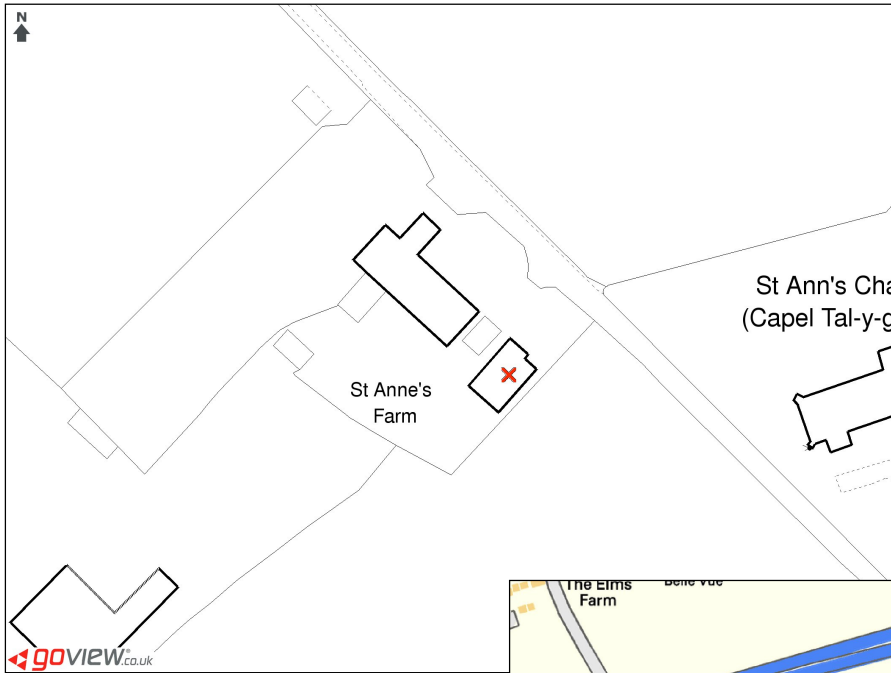 N
St Ann's Cha
(Capel Tal-y-g
St Anne's
Farm
The Elms
Farm
Belle Vue
goview.co.uk